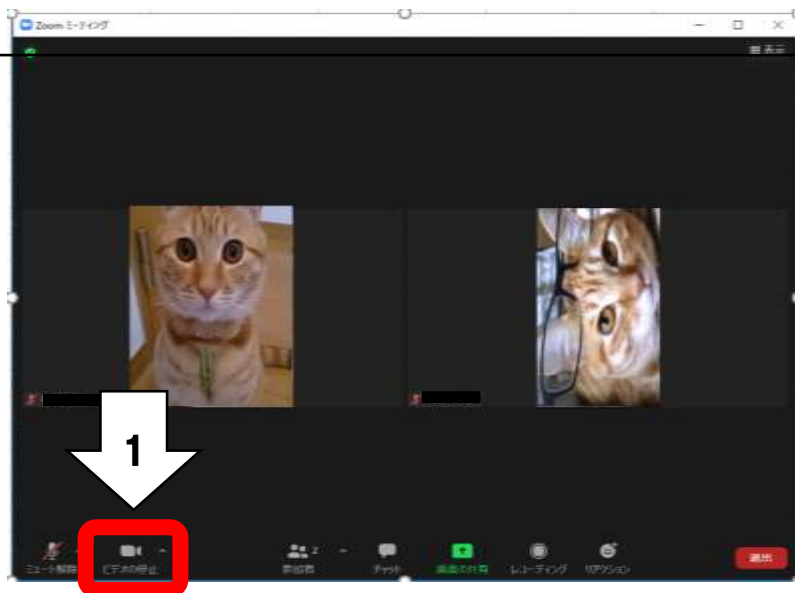 Zoom ミーティング
表示
1
ミュート解除
ビデオの停止
参加者
2
チャット
画面の共有
レコーディング
リアクション
退出